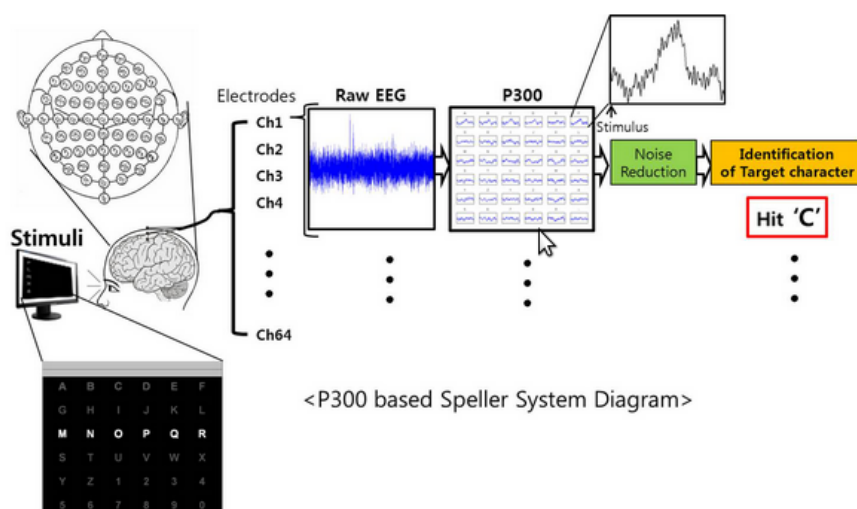 Electrodes
Raw EEG
P300
Stimulus
Ch1
Ch2
Ch3
Ch4
Ch64
Noise
Reduction
Identification
of Target character
Hit 'C'
Stimuli
A B C D E F
G H I J K L
M N O P Q R
S T U V W X
Y Z 1 2 3 4
5 6 7 8 9 0
<P300 based Speller System Diagram>